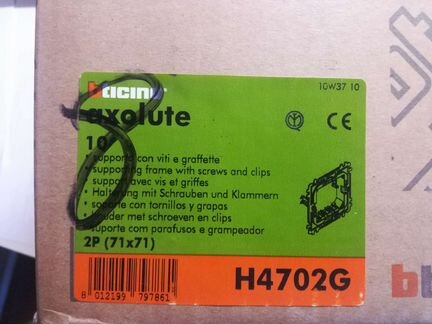 bticino
10W37 10
axolute
CE
10
• supporto con viti e graffette
• supporting frame with screws and clips
• support avec vis et griffes
• Halterung mit Schrauben und Klammern
• soporte con tornillos y grapas
houder met schroeven en clips
suporte com parafusos e grampeador
2P (71x71)
H4702G
8 012199 797861